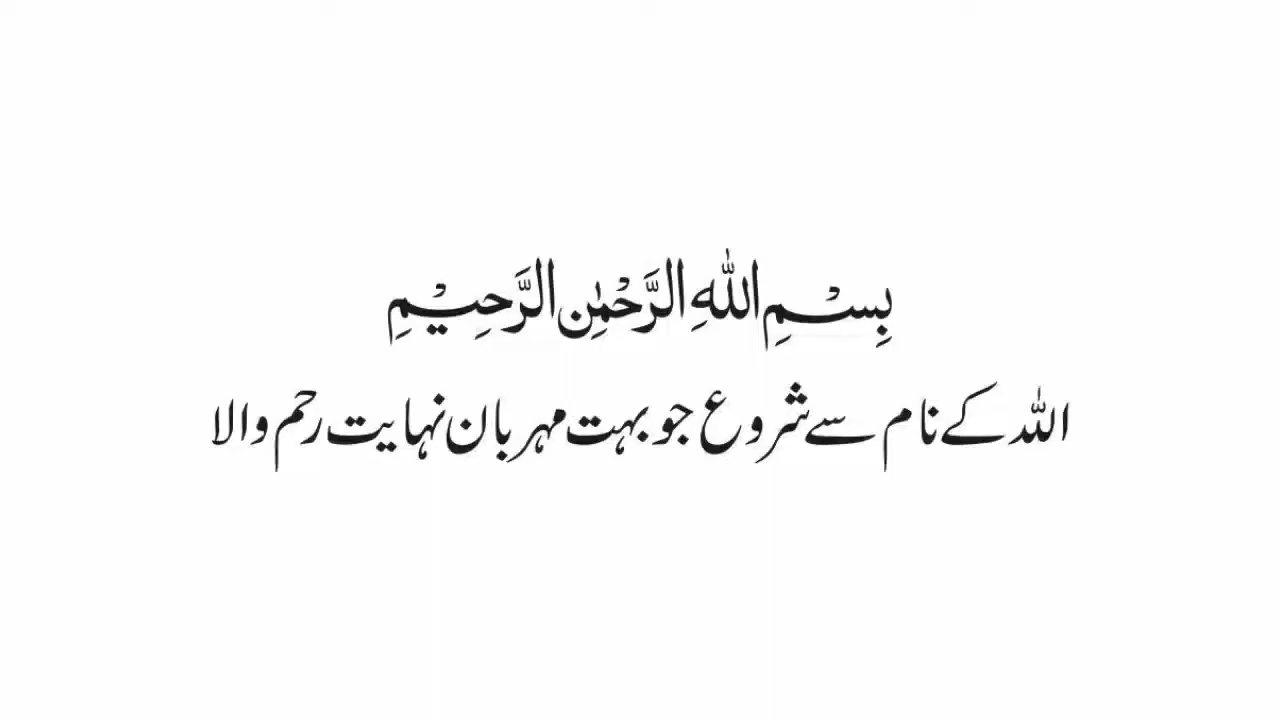 بِسْمِ اللّٰهِ الرَّحْمٰنِ الرَّحِيْمِ
اللہ کے نام سے شروع جو بہت مہربان نہایت رحم والا